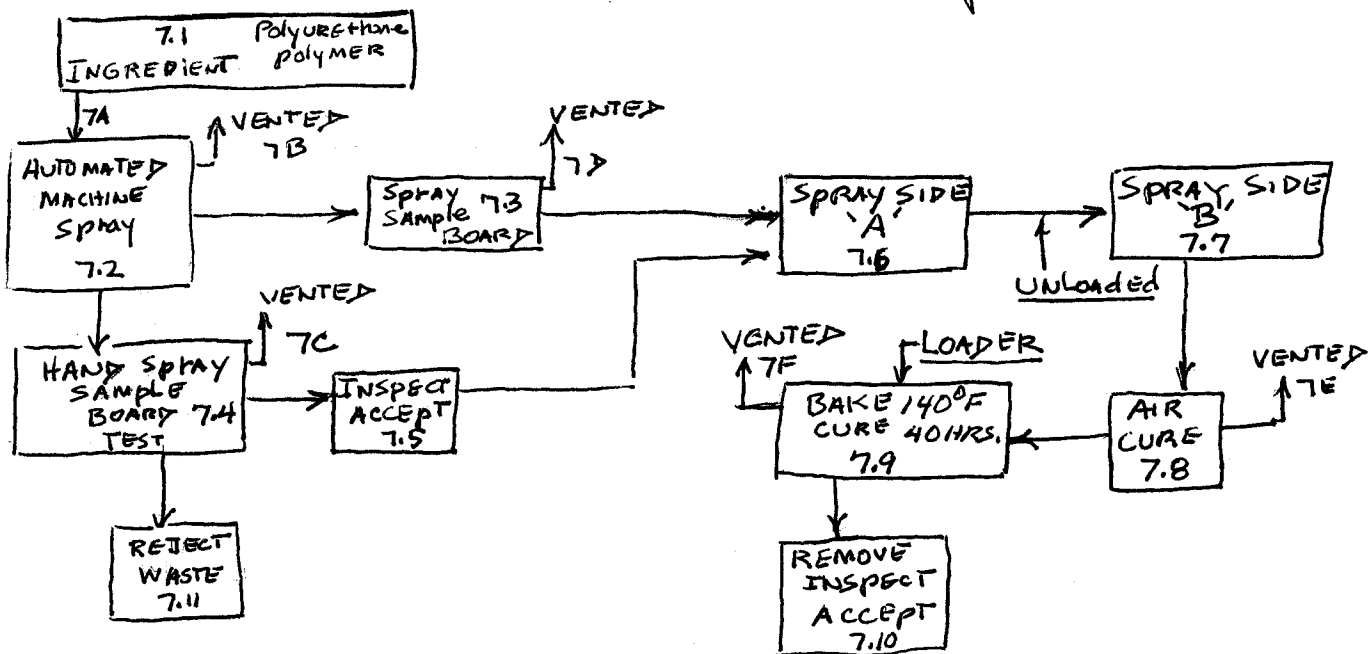 7.1 Polyurethane
INGREDIENT polymer
7A
VENTED
7B
AUTOMATED
MACHINE
Spray
7.2
VENTED
7D
Spray 7.3
Sample
BOARD
SPRAY SIDE
'A'
7.6
UNLOADED
SPRAY SIDE
'B'
7.7
VENTED
7C
HAND SPRAY
SAMPLE
BOARD 7.4
TEST
INSPECT
ACCEPT
7.5
VENTED
7F
LOADER
BAKE 140°F
CURE 40HRS.
7.9
AIR
CURE
7.8
VENTED
7E
REJECT
WASTE
7.11
REMOVE
INSPECT
ACCEPT
7.10